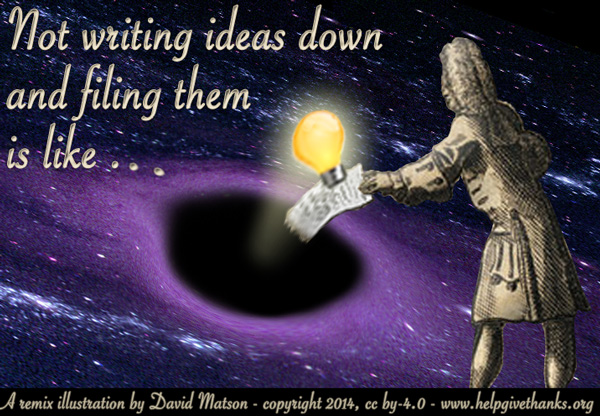 Not writing ideas down
and filing them
is like . . .
A remix illustration by David Matson - copyright 2014, cc by-4.0 - www.helpgivethanks.org